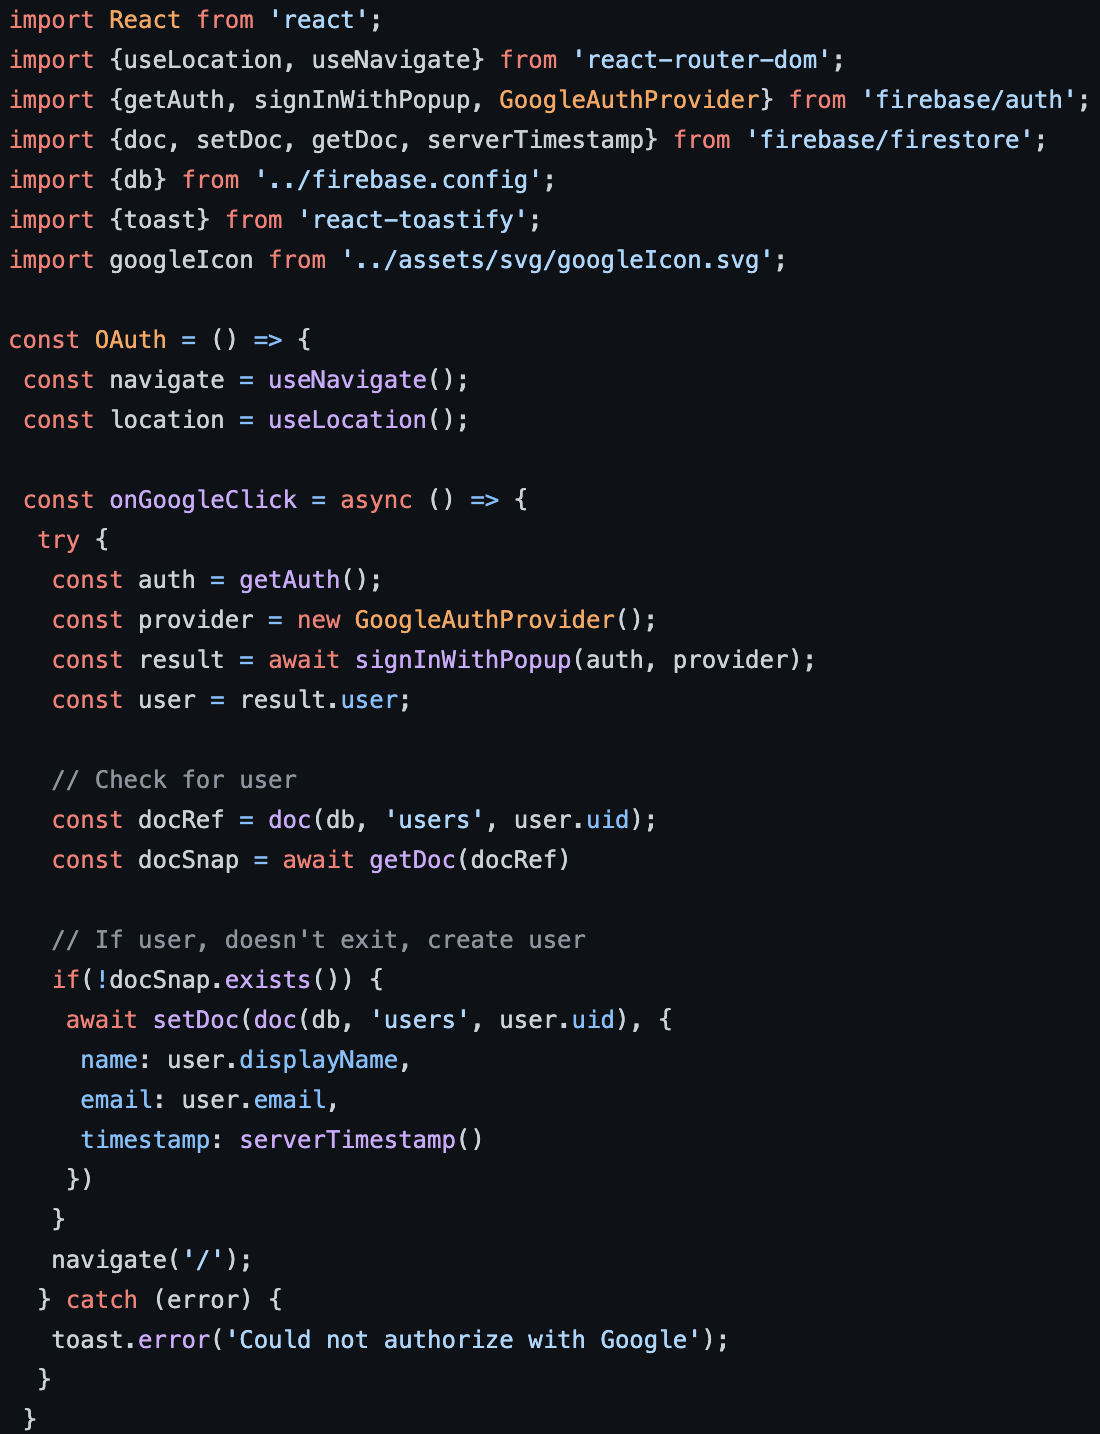 import React from 'react';
import {useLocation, useNavigate} from 'react-router-dom';
import {getAuth, signInWithPopup, GoogleAuthProvider} from 'firebase/auth';
import {doc, setDoc, getDoc, serverTimestamp} from 'firebase/firestore';
import {db} from '../firebase.config';
import {toast} from 'react-toastify';
import googleIcon from '../assets/svg/googleIcon.svg';

const OAuth = () => {
 const navigate = useNavigate();
 const location = useLocation();

 const onGoogleClick = async () => {
  try {
   const auth = getAuth();
   const provider = new GoogleAuthProvider();
   const result = await signInWithPopup(auth, provider);
   const user = result.user;

   // Check for user
   const docRef = doc(db, 'users', user.uid);
   const docSnap = await getDoc(docRef)

   // If user, doesn't exit, create user
   if(!docSnap.exists()) {
    await setDoc(doc(db, 'users', user.uid), {
     name: user.displayName,
     email: user.email,
     timestamp: serverTimestamp()
    })
   }
   navigate('/');
  } catch (error) {
   toast.error('Could not authorize with Google');
  }
 }